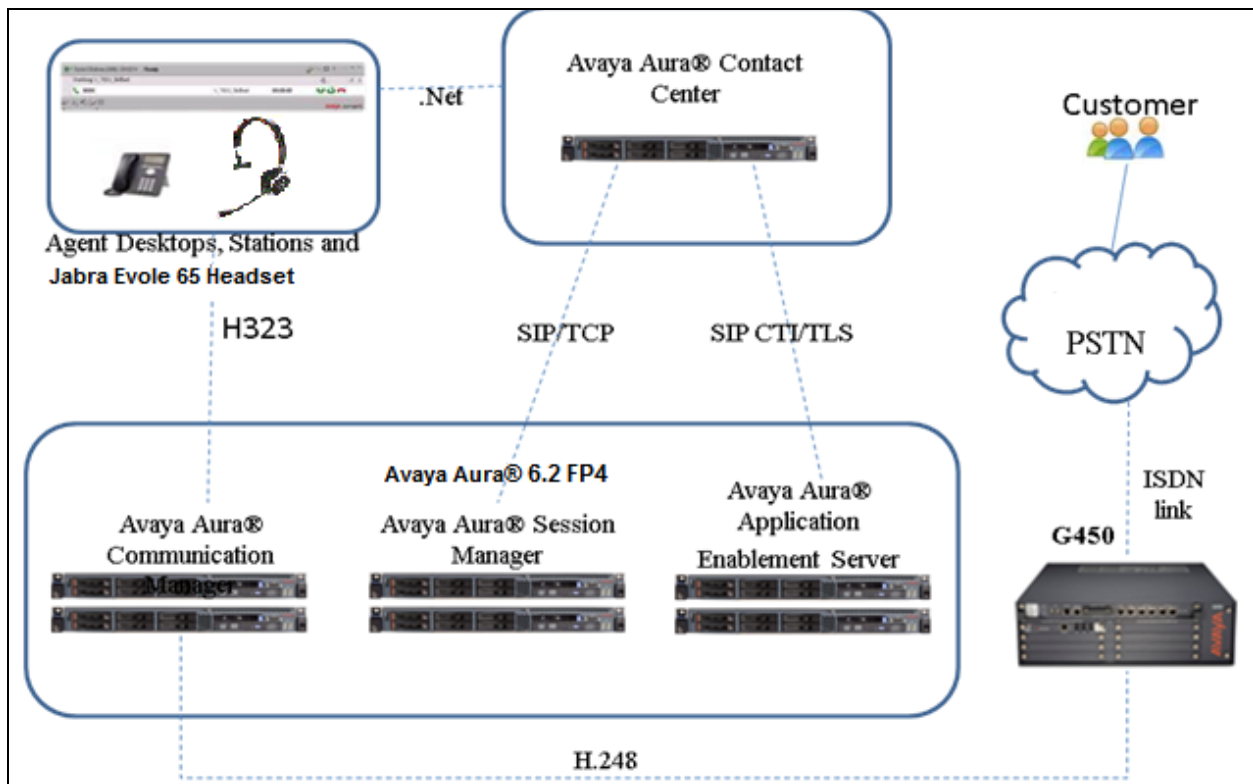 Avaya Aura® Contact
Center
.Net
Customer
Agent Desktops, Stations and
Jabra Evole 65 Headset
H323
SIP/TCP
SIP CTI/TLS
PSTN
Avaya Aura® 6.2 FP4
Avaya Aura®
Communication
Manager
Avaya Aura® Session
Manager
Avaya Aura®
Application
Enablement Server
ISDN
link
G450
AVAYA
H.248